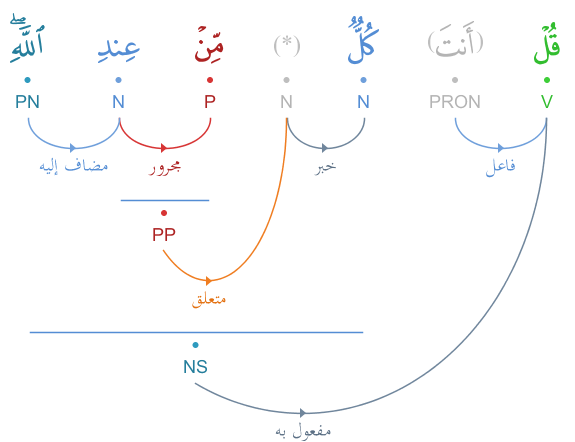 قُلْ (أَنتَ) كُلٌّ (*) مِّنْ عِندِ ٱللَّهِ ۖ
V PRON N N P N PN
فاعل خبر مجرور مضاف إليه
PP
متعلق
NS
مفعول به